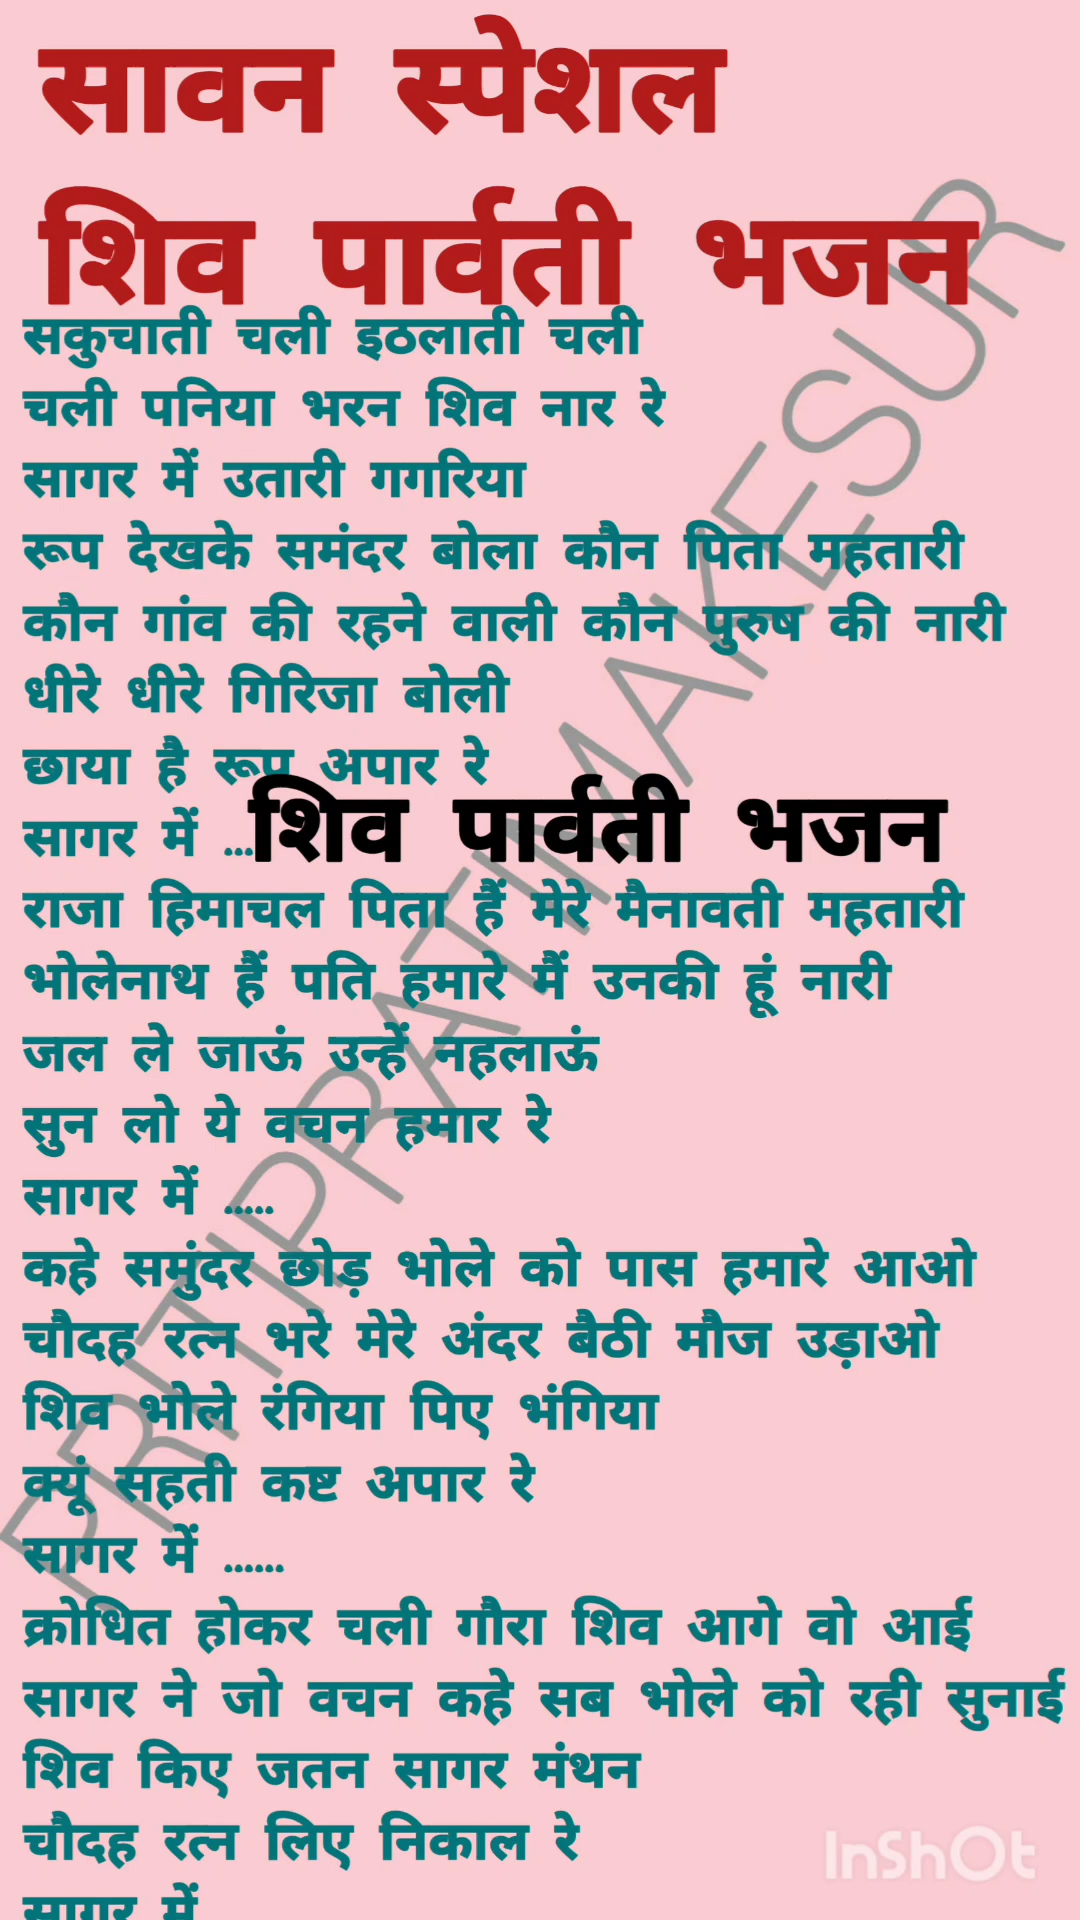 सावन स्पेशल
शिव पार्वती भजन
सकुचाती चली इठलाती चली
चली पनिया भरन शिव नार रे
सागर में उतारी गगरिया
रूप देखके समंदर बोला कौन पिता महतारी
कौन गांव की रहने वाली कौन पुरुष की नारी
धीरे धीरे गिरिजा बोली
छाया है रूप अपार रे
सागर में ...
शिव पार्वती भजन
राजा हिमाचल पिता हैं मेरे मैनावती महतारी
भोलेनाथ हैं पति हमारे मैं उनकी हूं नारी
जल ले जाऊं उन्हें नहलाऊं
सुन लो ये वचन हमार रे
सागर में .....
कहे समुंदर छोड़ भोले को पास हमारे आओ
चौदह रत्न भरे मेरे अंदर बैठी मौज उड़ाओ
शिव भोले रंगिया पिए भंगिया
क्यूं सहती कष्ट अपार रे
सागर में ......
क्रोधित होकर चली गौरा शिव आगे वो आई
सागर ने जो वचन कहे सब भोले को रही सुनाई
शिव किए जतन सागर मंथन
चौदह रत्न लिए निकाल रे
सागर में
PRITIPRATIMAKESUR
InShOt